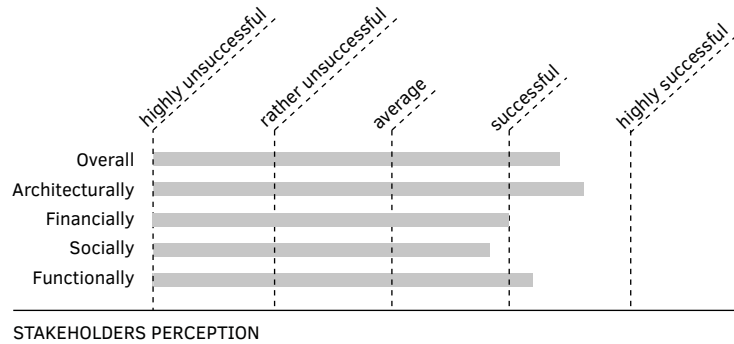 highly unsuccessful
rather unsuccessful
average
successful
highly successful
Overall
Architecturally
Financially
Socially
Functionally
STAKEHOLDERS PERCEPTION